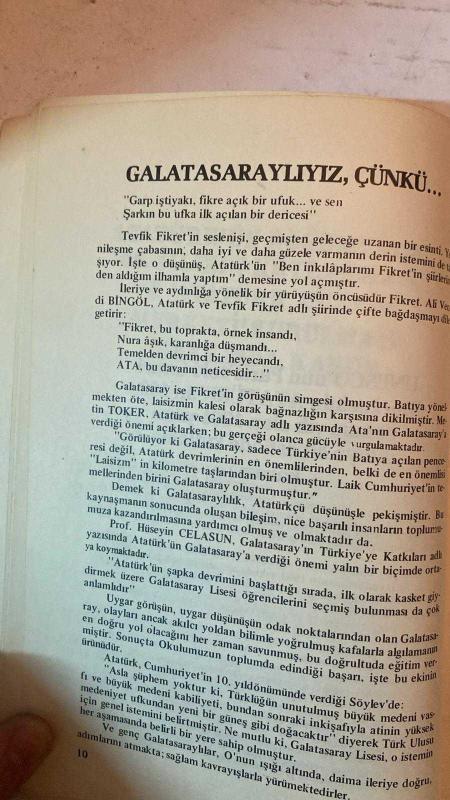 GALATASARAYLIYIZ, ÇÜNKÜ...
"Garp iştiyakı, fikre açık bir ufuk... ve sen
Şarkın bu ufka ilk açılan bir dericesi"
Tevfik Fikret'in seslenişi, geçmişten geleceğe uzanan bir esinti.
nileşme çabasının, daha iyi ve daha güzele varmanın derin istemini de
şıyor. İşte o düşünüş, Atatürk'ün "Ben inkılâplarımı Fikret'in şiirlerin
den aldığım ilhamla yaptım" demesine yol açmıştır.
İleriye ve aydınlığa yönelik bir yürüyüşün öncüsüdür Fikret. Ali Vec
di BİNGÖL, Atatürk ve Tevfik Fikret adlı şiirinde çifte bağdaşmayı dile
getirir:
"Fikret, bu toprakta, örnek insandı,
Nura âşık, karanlığa düşmandı...
Temelden devrimci bir heyecandı,
ATA, bu davanın neticesidir..."
Galatasaray ise Fikret'in görüşünün simgesi olmuştur. Batıya yönel
mekten öte, laisizmin kalesi olarak bağnazlığın karşısına dikilmiştir. Me-
tin TOKER, Atatürk ve Galatasaray adlı yazısında Ata'nın Galatasaray'a
verdiği önemi açıklarken; bu gerçeği olanca gücüyle vurgulamaktadır.
"Görülüyor ki Galatasaray, sadece Türkiye'nin Batıya açılan pence-
resi değil, Atatürk devrimlerinin en önemlilerinden, belki de en önemlisi
"Laisizm" in kilometre taşlarından biri olmuştur. Laik Cumhuriyet'in te-
mellerinden birini Galatasaray oluşturmuştur."
Demek ki Galatasaraylılık, Atatürkçü düşünüşle pekişmiştir. Bu
kaynaşmanın sonucunda oluşan bileşim, nice başarılı insanların toplumu-
muza kazandırılmasına yardımcı olmuş ve olmaktadır da.
Prof. Hüseyin CELASUN, Galatasaray'ın Türkiye'ye Katkıları adlı
yazısında Atatürk'ün Galatasaray'a verdiği önemi yalın bir biçimde orta-
ya koymaktadır.
"Atatürk'ün şapka devrimini başlattığı sırada, ilk olarak kasket giy-
dirmek üzere Galatasaray Lisesi öğrencilerini seçmiş bulunması da çok
anlamlıdır"
Uygar görüşün, uygar düşünüşün odak noktalarından olan Galatasa-
ray, olayları ancak akılcı yoldan bilimle yoğrulmuş kafalarla algılamanın
en doğru yol olacağını her zaman savunmuş, bu doğrultuda eğitim ver-
miştir. Sonuçta Okulumuzun toplumda edindiği başarı, işte bu ekinin
ürünüdür.
Atatürk, Cumhuriyet'in 10. yıldönümünde verdiği Söylev'de:
"Asla şüphem yoktur ki, Türklüğün unutulmuş büyük medeni vas-
fı ve büyük medeni kabiliyeti, bundan sonraki inkişafıyla atinin yüksek
medeniyet ufkundan yeni bir güneş gibi doğacaktır" diyerek Türk Ulusu
için genel istemini belirtmiştir. Ne mutlu ki, Galatasaray Lisesi, o istemin
her aşamasında belirli bir yere sahip olmuştur.
Ve genç Galatasaraylılar, O'nun ışığı altında, daima ileriye doğru,
adımlarını atmakta; sağlam kavrayışlarla yürümektedirler.
10